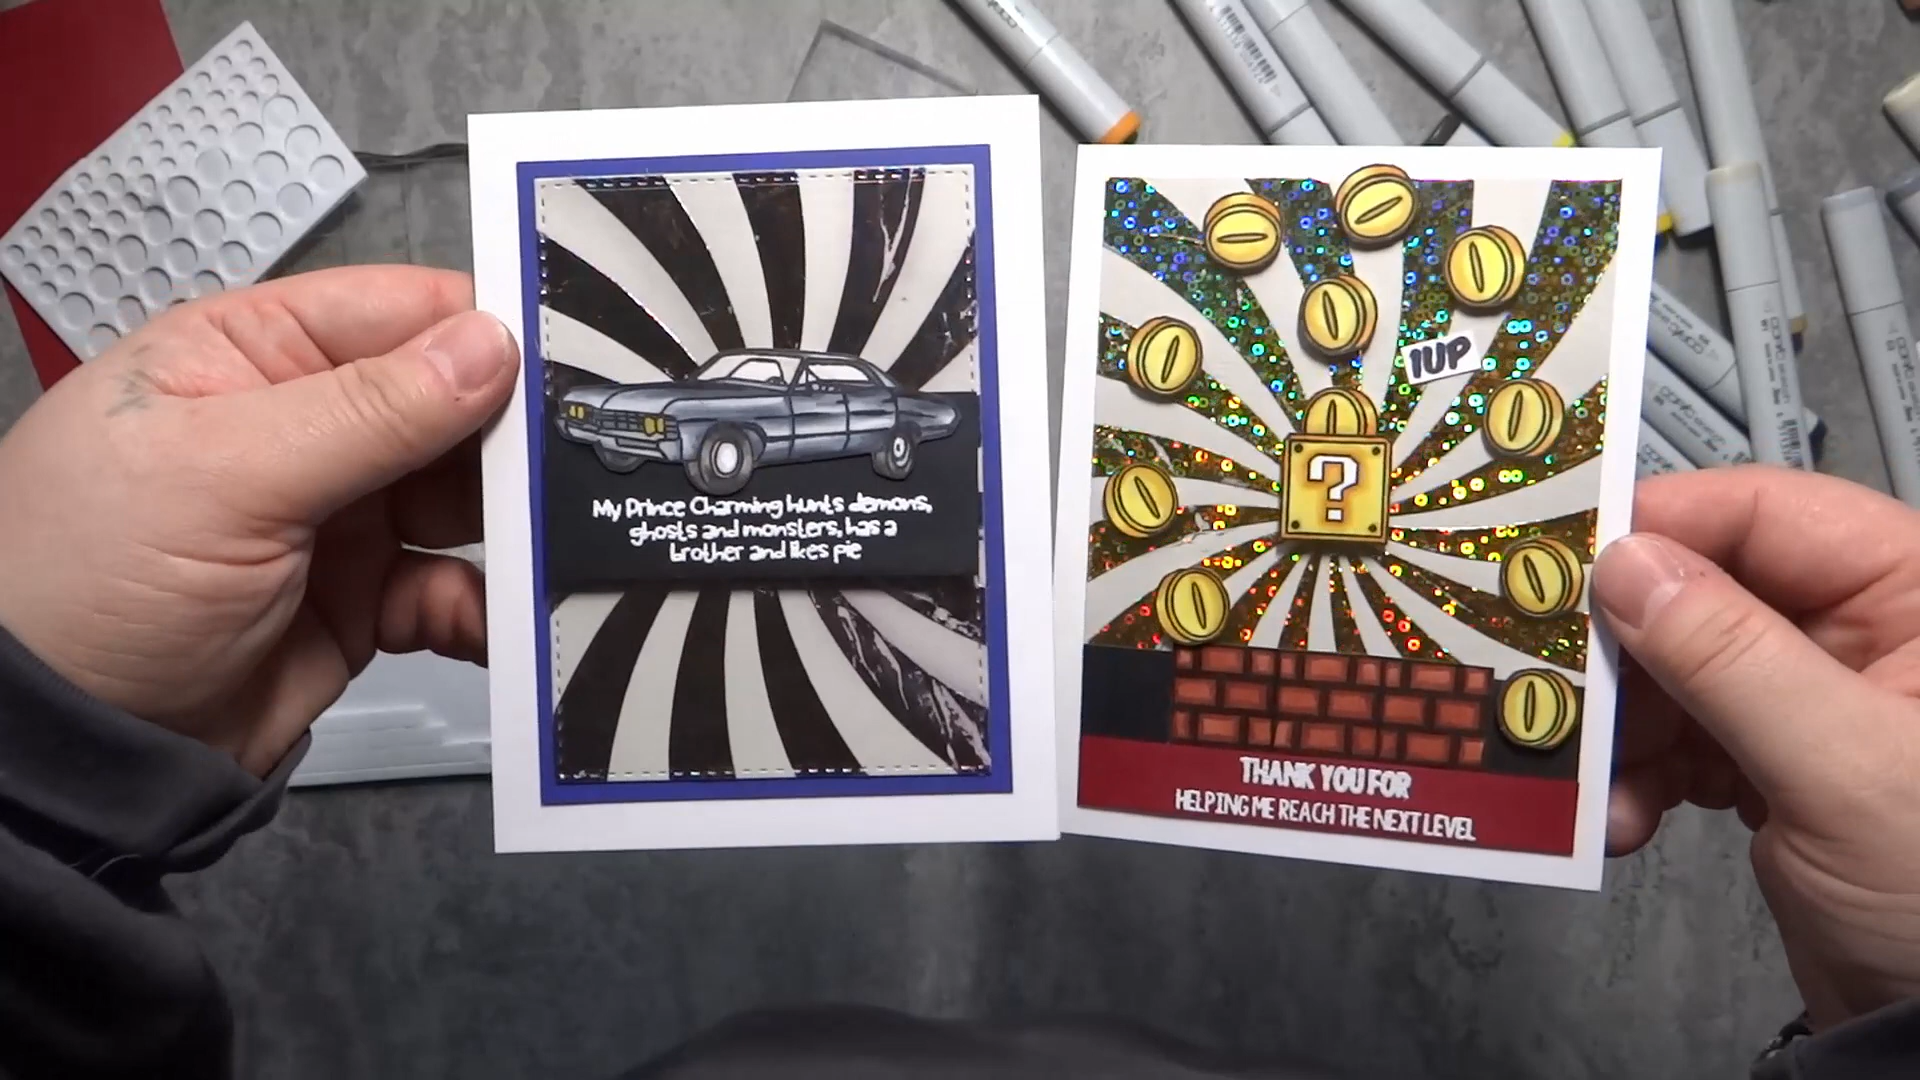 My Prince Charming hunts demons,
ghosts and monsters, has a
brother and likes pie
1UP
?
THANK YOU FOR
HELPING ME REACH THE NEXT LEVEL
copic